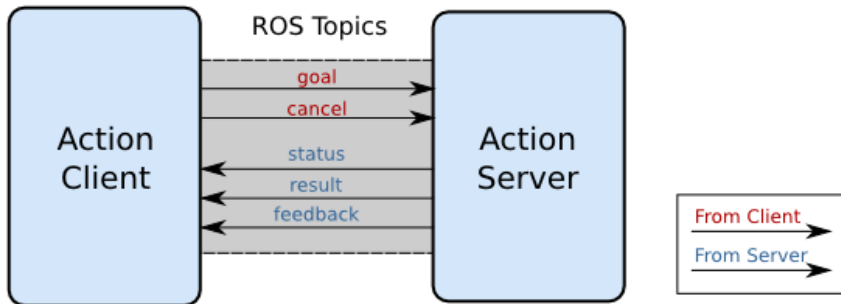 ROS Topics
Action
Client
goal
cancel
status
result
feedback
Action
Server
From Client
From Server